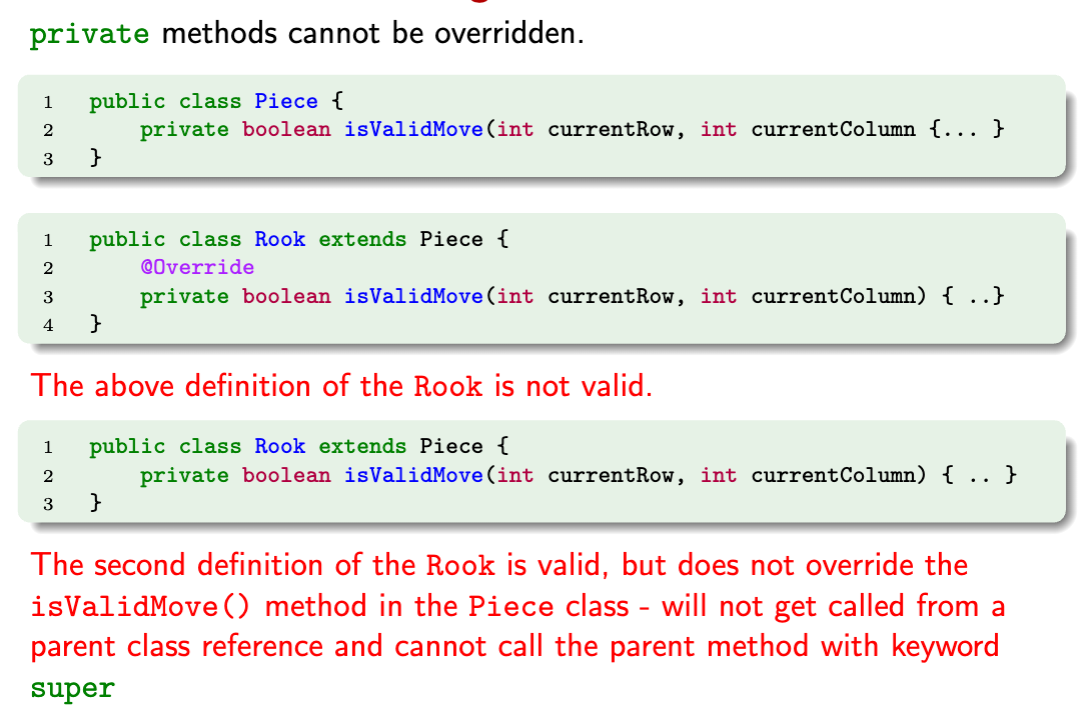 private methods cannot be overridden.
1 public class Piece {
2 private boolean isValidMove(int currentRow, int currentColumn {... }
3 }
1 public class Rook extends Piece {
2 @Override
3 private boolean isValidMove(int currentRow, int currentColumn) { ..}
4 }
The above definition of the Rook is not valid.
1 public class Rook extends Piece {
2 private boolean isValidMove(int currentRow, int currentColumn) { .. }
3 }
The second definition of the Rook is valid, but does not override the
isValidMove() method in the Piece class - will not get called from a
parent class reference and cannot call the parent method with keyword
super